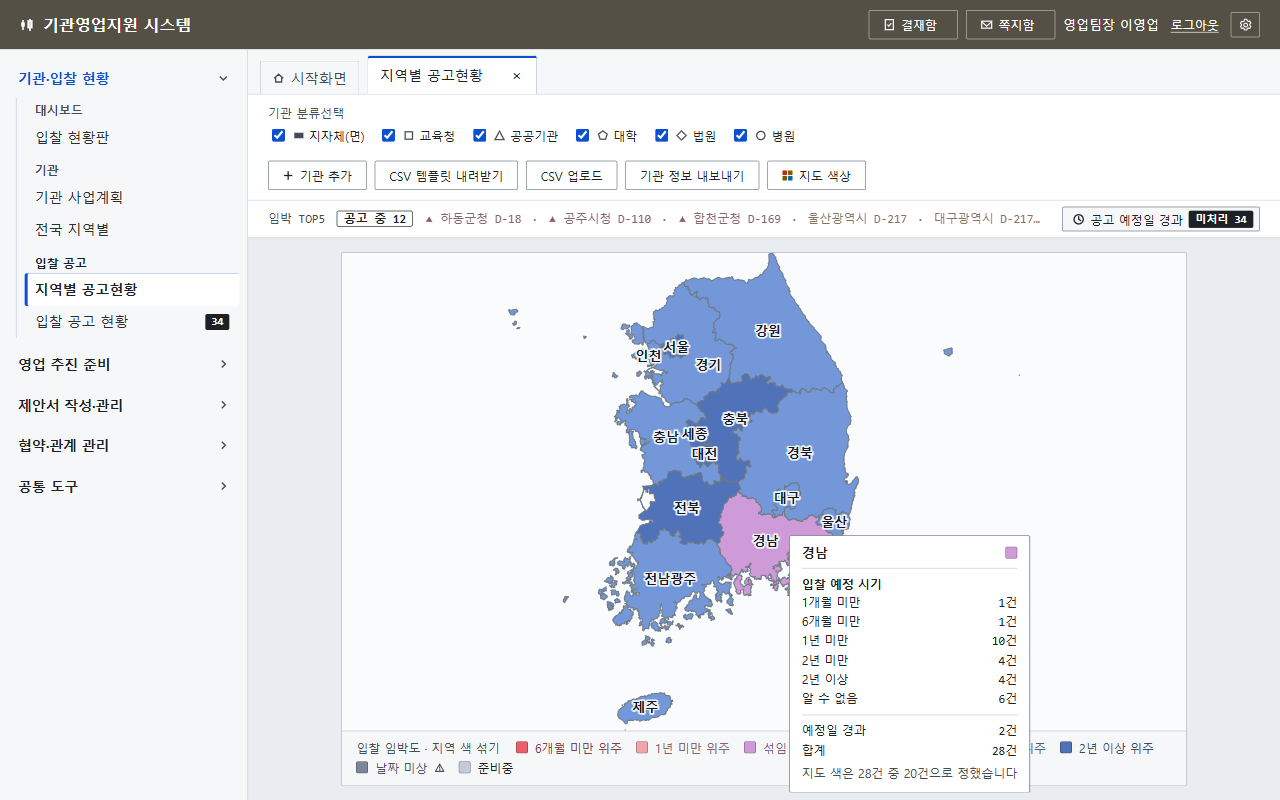 기관영업지원 시스템
결재함
쪽지함
영업팀장 이영업
로그아웃
기관·입찰 현황
대시보드
입찰 현황판
기관
기관 사업계획
전국 지역별
입찰 공고
지역별 공고현황
입찰 공고 현황
34
영업 추진 준비
제안서 작성·관리
협약·관계 관리
공통 도구
시작화면
지역별 공고현황 ×
기관 분류선택
지자체(면)
교육청
공공기관
대학
법원
병원
+ 기관 추가
CSV 템플릿 내려받기
CSV 업로드
기관 정보 내보내기
지도 색상
임박 TOP5 공고 중 12 ▲ 하동군청 D-18 · ▲ 공주시청 D-110 · ▲ 합천군청 D-169 · 울산광역시 D-217 · 대구광역시 D-217…
공고 예정일 경과 미처리 34
강원
서울
인천
경기
충북
충남
세종
대전
경북
대구
전북
울산
경남
전남광주
제주
경남
입찰 예정 시기
1개월 미만 1건
6개월 미만 1건
1년 미만 10건
2년 미만 4건
2년 이상 4건
알 수 없음 6건
예정일 경과 2건
합계 28건
지도 색은 28건 중 20건으로 정했습니다
입찰 임박도 · 지역 색 섞기
6개월 미만 위주
1년 미만 위주
섞임
위주
2년 이상 위주
날짜 미상 ⚠
준비중